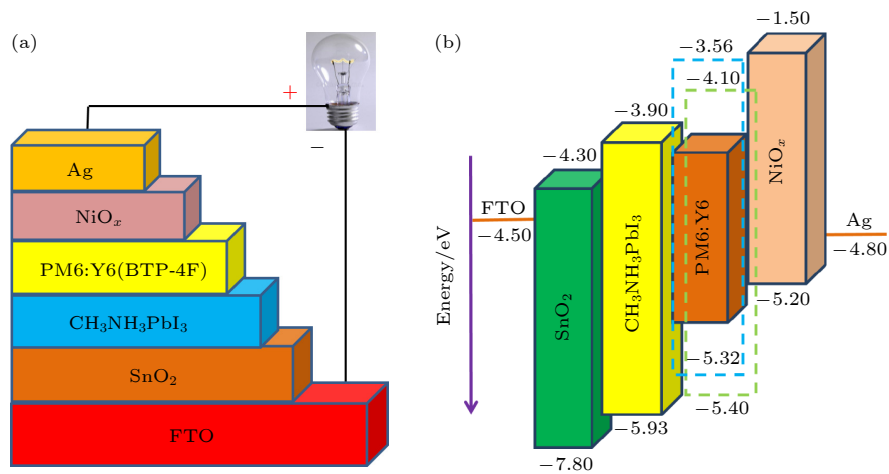 (a)
+
−
Ag
NiOₓ
PM6:Y6(BTP-4F)
CH₃NH₃PbI₃
SnO₂
FTO
(b)
Energy/eV
FTO
−4.50
−4.30
SnO₂
−7.80
−3.90
CH₃NH₃PbI₃
−5.93
−3.56
−4.10
PM6:Y6
−5.32
−5.40
−1.50
NiOₓ
−5.20
Ag
−4.80